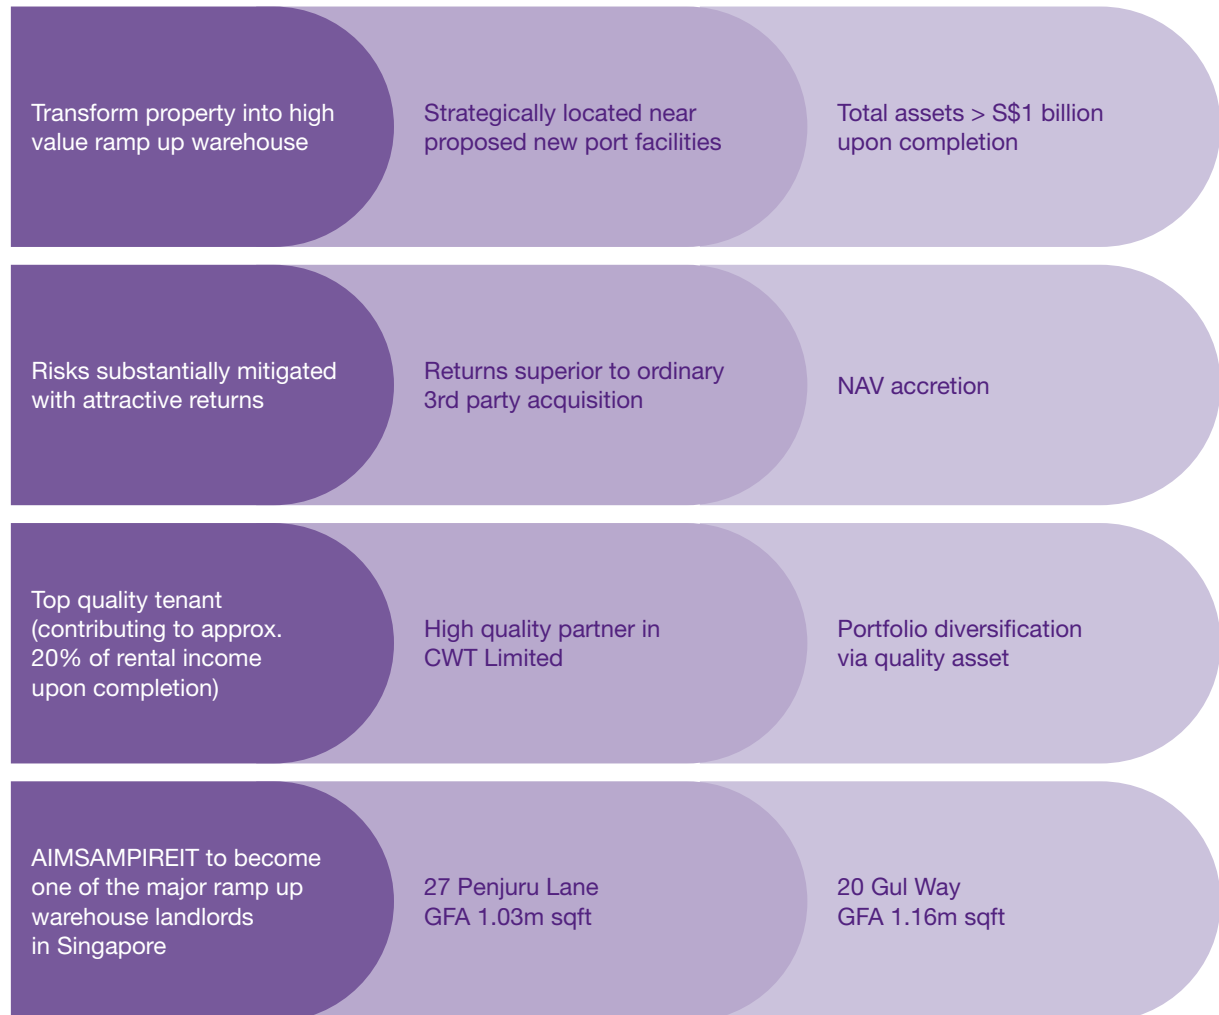 Transform property into high
value ramp up warehouse
Strategically located near
proposed new port facilities
Total assets > S$1 billion
upon completion
Risks substantially mitigated
with attractive returns
Returns superior to ordinary
3rd party acquisition
NAV accretion
Top quality tenant
(contributing to approx.
20% of rental income
upon completion)
High quality partner in
CWT Limited
Portfolio diversification
via quality asset
AIMSAMPIREIT to become
one of the major ramp up
warehouse landlords
in Singapore
27 Penjuru Lane
GFA 1.03m sqft
20 Gul Way
GFA 1.16m sqft